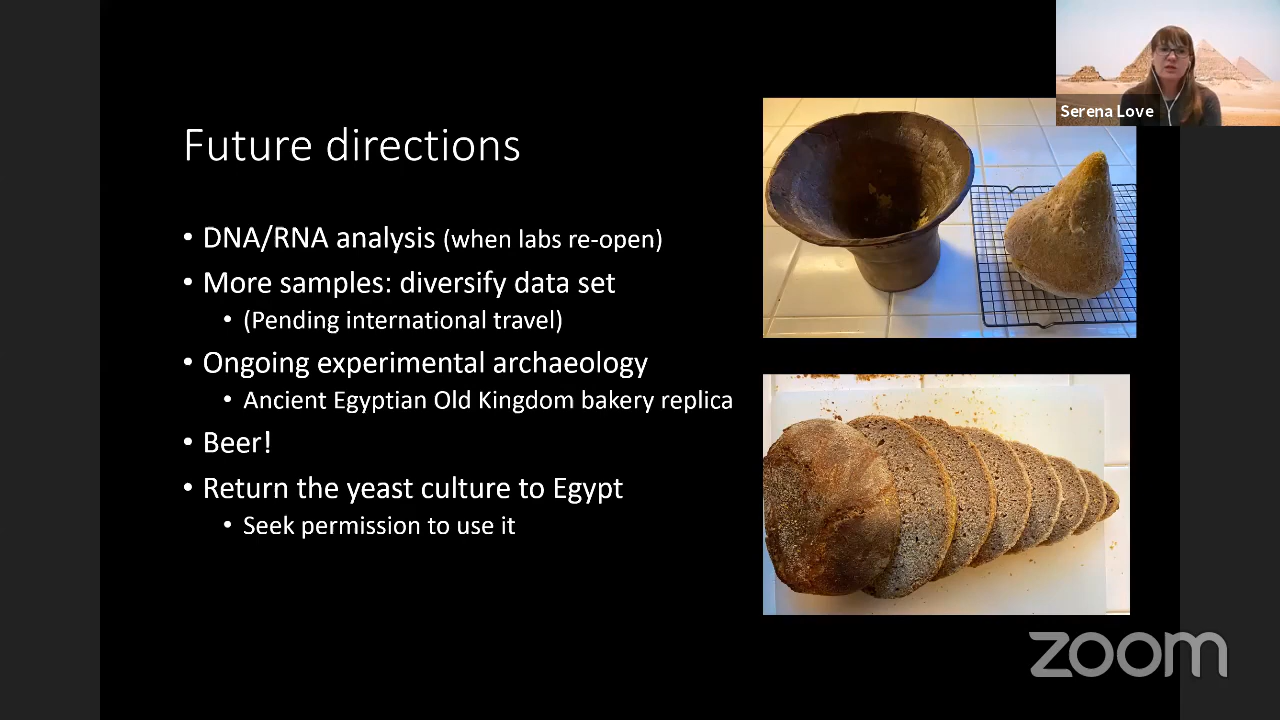 Serena Love
Future directions
• DNA/RNA analysis (when labs re-open)
• More samples: diversify data set
• (Pending international travel)
• Ongoing experimental archaeology
• Ancient Egyptian Old Kingdom bakery replica
• Beer!
• Return the yeast culture to Egypt
• Seek permission to use it
zoom